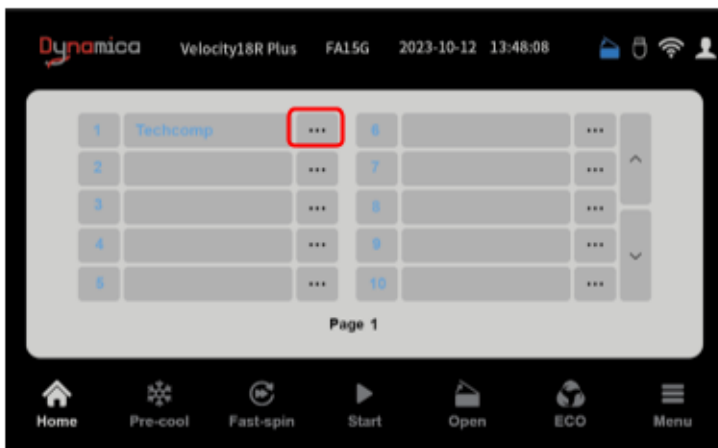 Dynamica Velocity18R Plus FA15G 2023-10-12 13:48:08
1 Techcomp ... 6 ...
2 ... 7 ...
3 ... 8 ...
4 ... 9 ...
5 ... 10 ...
Page 1
Home Pre-cool Fast-spin Start Open ECO Menu